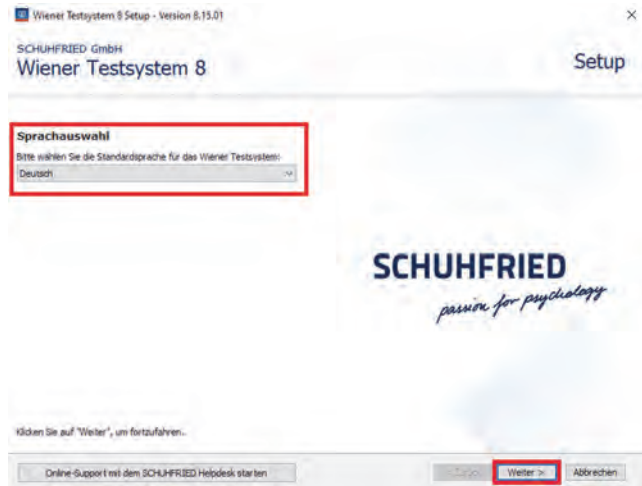 Wiener Testsystem 8 Setup - Version 8.15.01
SCHUHFRIED GmbH
Wiener Testsystem 8
Setup
Sprachauswahl
Bitte wählen Sie die Standardsprache für das Wiener Testsystem:
Deutsch
SCHUHFRIED
passion for psychology
Klicken Sie auf "Weiter", um fortzufahren.
Online-Support mit dem SCHUHFRIED Helpdesk starten
Weiter >
Abbrechen